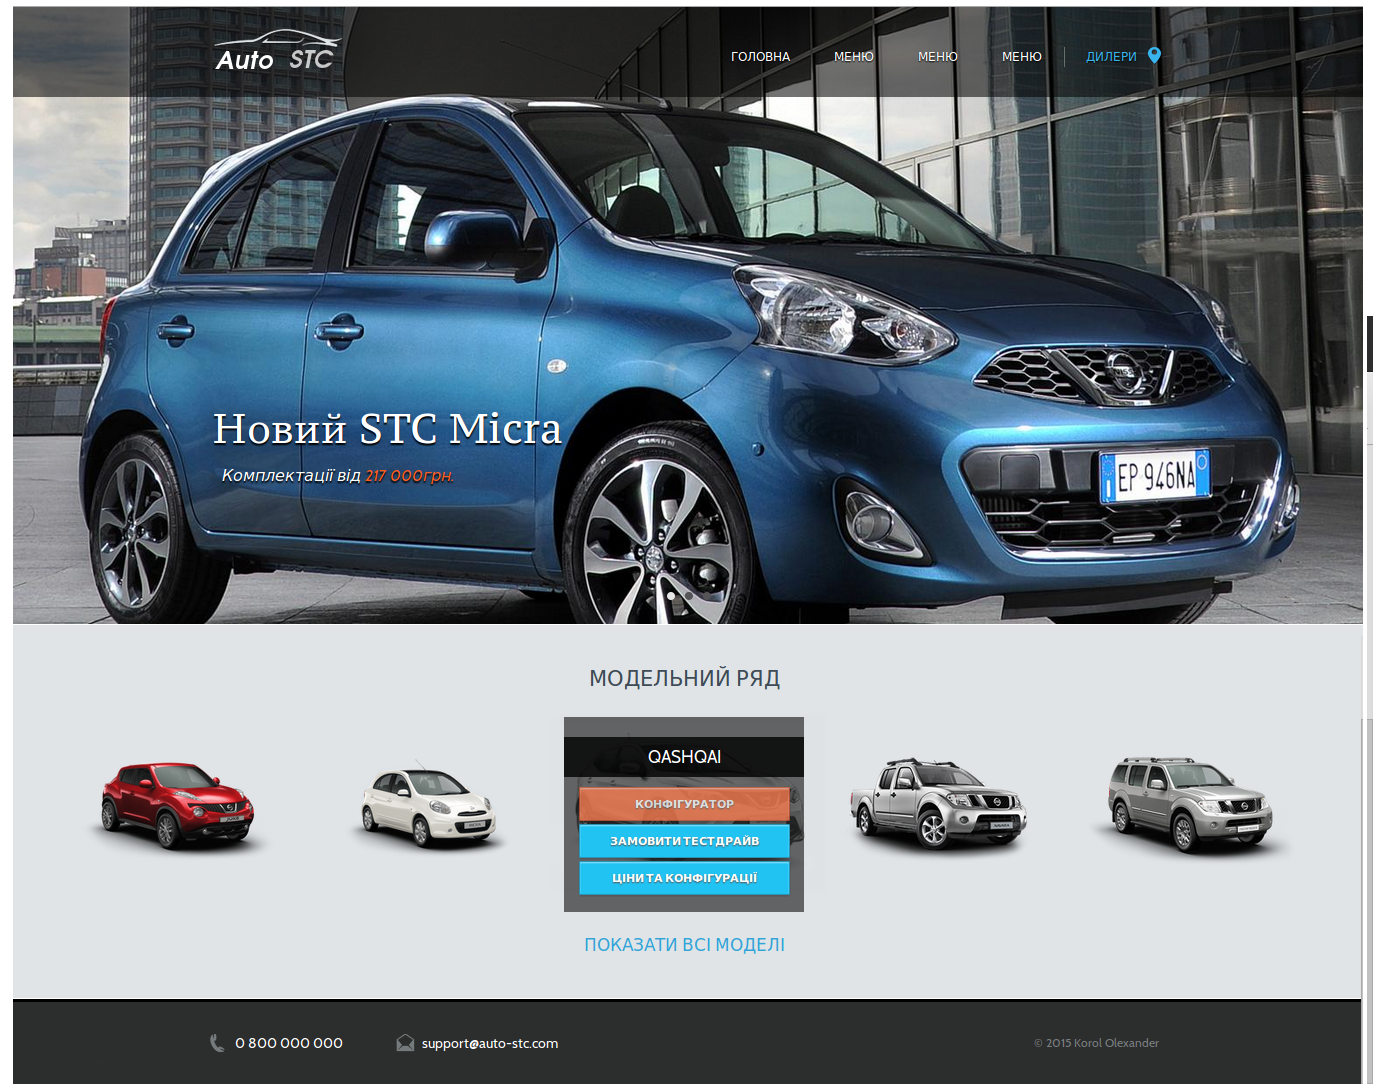 Auto STC
ГОЛОВНА МЕНЮ МЕНЮ МЕНЮ ДИЛЕРИ
NISSAN
EP 946NA
Новий STC Micra
Комплектації від 217 000грн.
МОДЕЛЬНИЙ РЯД
QASHQAI
КОНФІГУРАТОР
ЗАМОВИТИ ТЕСТДРАЙВ
ЦІНИ ТА КОНФІГУРАЦІЇ
ПОКАЗАТИ ВСІ МОДЕЛІ
0 800 000 000 support@auto-stc.com © 2015 Korol Olexander